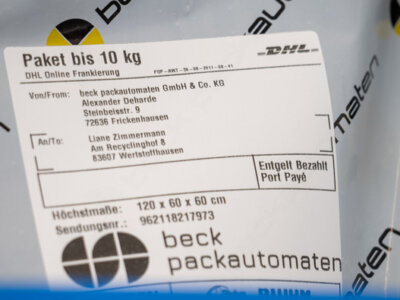 Paket bis 10 kg
DHL Online Frankierung
DHL
Von/From: beck packautomaten GmbH & Co. KG
Alexander Deharde
Steinbeisstr. 9
72636 Frickenhausen
An/To: Liane Zimmermann
Am Recyclinghof 8
83607 Wertstoffhausen
Entgelt Bezahlt
Port Payé
Höchstmaße: 120 x 60 x 60 cm
Sendungsnr.: 962118217973
beck
packautomaten